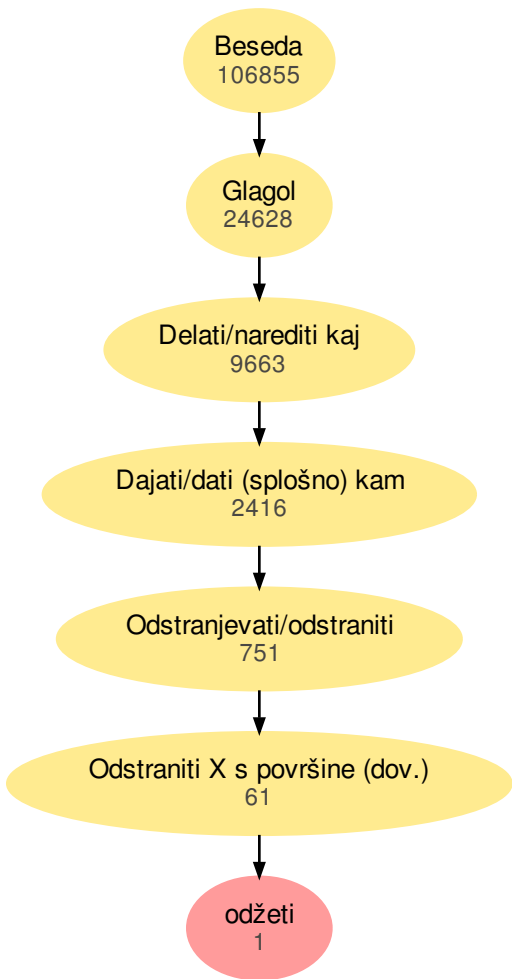 Beseda
106855
Glagol
24628
Delati/narediti kaj
9663
Dajati/dati (splošno) kam
2416
Odstranjevati/odstraniti
751
Odstraniti X s površine (dov.)
61
odžeti
1